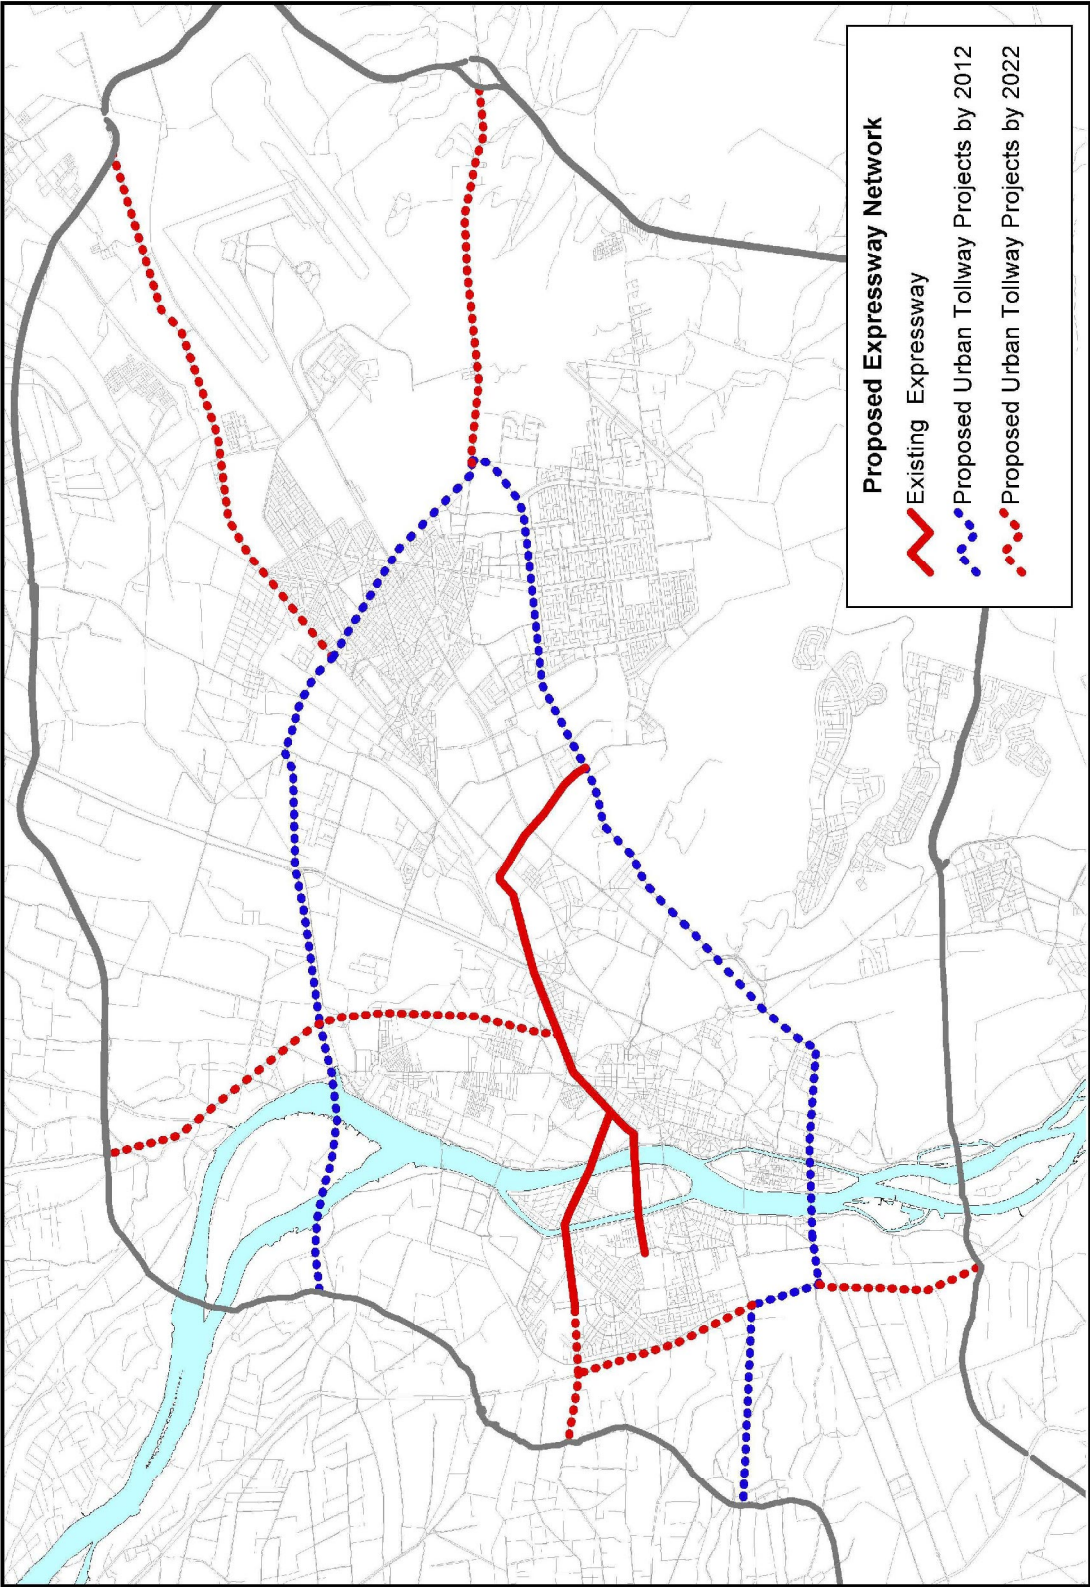 Proposed Expressway Network
Existing Expressway
Proposed Urban Tollway Projects by 2012
Proposed Urban Tollway Projects by 2022